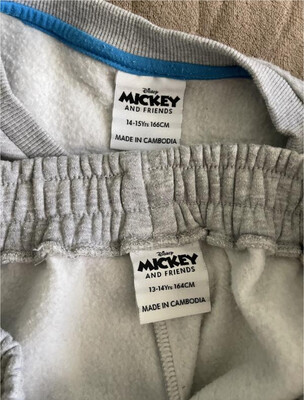 Disney
MICKEY
AND FRIENDS
14-15Yrs 166CM
MADE IN CAMBODIA
Disney
MICKEY
AND FRIENDS
13-14Yrs 164CM
MADE IN CAMBODIA